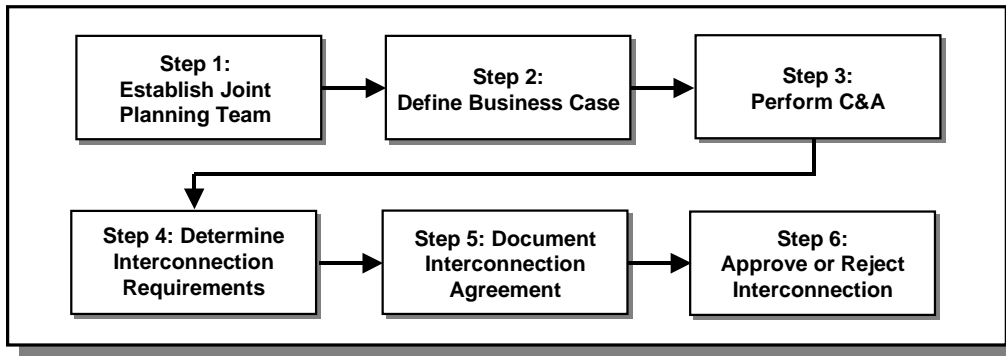 Step 1:
Establish Joint
Planning Team
Step 2:
Define Business Case
Step 3:
Perform C&A
Step 4: Determine
Interconnection
Requirements
Step 5: Document
Interconnection
Agreement
Step 6:
Approve or Reject
Interconnection